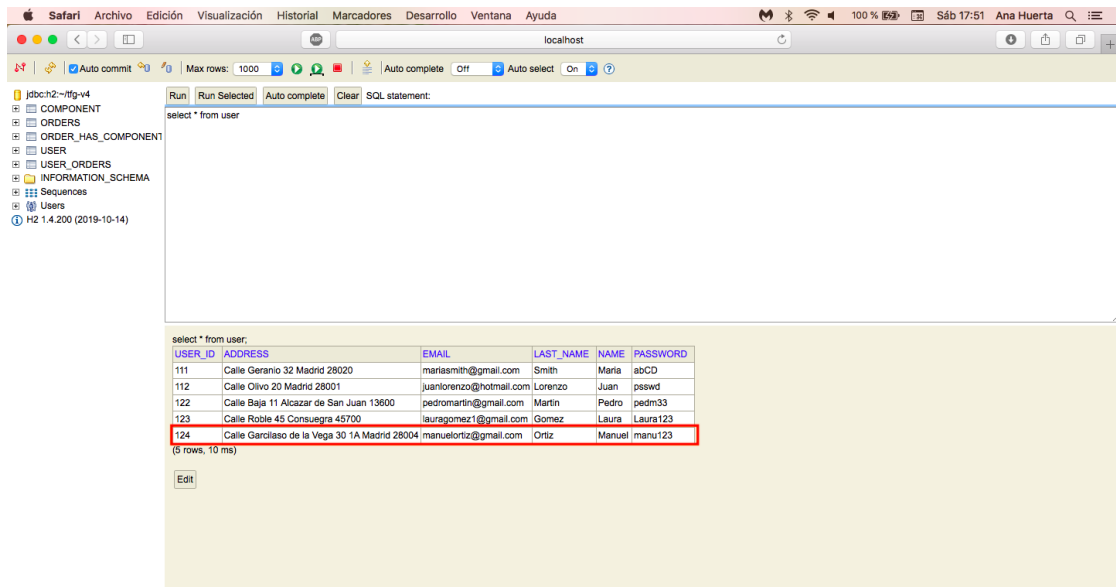 Safari Archivo Edición Visualización Historial Marcadores Desarrollo Ventana Ayuda 100 % Sáb 17:51 Ana Huerta
ABP localhost
Auto commit Max rows: 1000 Auto complete Off Auto select On
jdbc:h2:~/tfg-v4
COMPONENT
ORDERS
ORDER_HAS_COMPONENT
USER
USER_ORDERS
INFORMATION_SCHEMA
Sequences
Users
H2 1.4.200 (2019-10-14)
Run Run Selected Auto complete Clear SQL statement:
select * from user
select * from user;
USER_ID ADDRESS EMAIL LAST_NAME NAME PASSWORD
111 Calle Geranio 32 Madrid 28020 mariasmith@gmail.com Smith Maria abCD
112 Calle Olivo 20 Madrid 28001 juanlorenzo@hotmail.com Lorenzo Juan psswd
122 Calle Baja 11 Alcazar de San Juan 13600 pedromartin@gmail.com Martin Pedro pedm33
123 Calle Roble 45 Consuegra 45700 lauragomez1@gmail.com Gomez Laura Laura123
124 Calle Garcilaso de la Vega 30 1A Madrid 28004 manuelortiz@gmail.com Ortiz Manuel manu123
(5 rows, 10 ms)
Edit